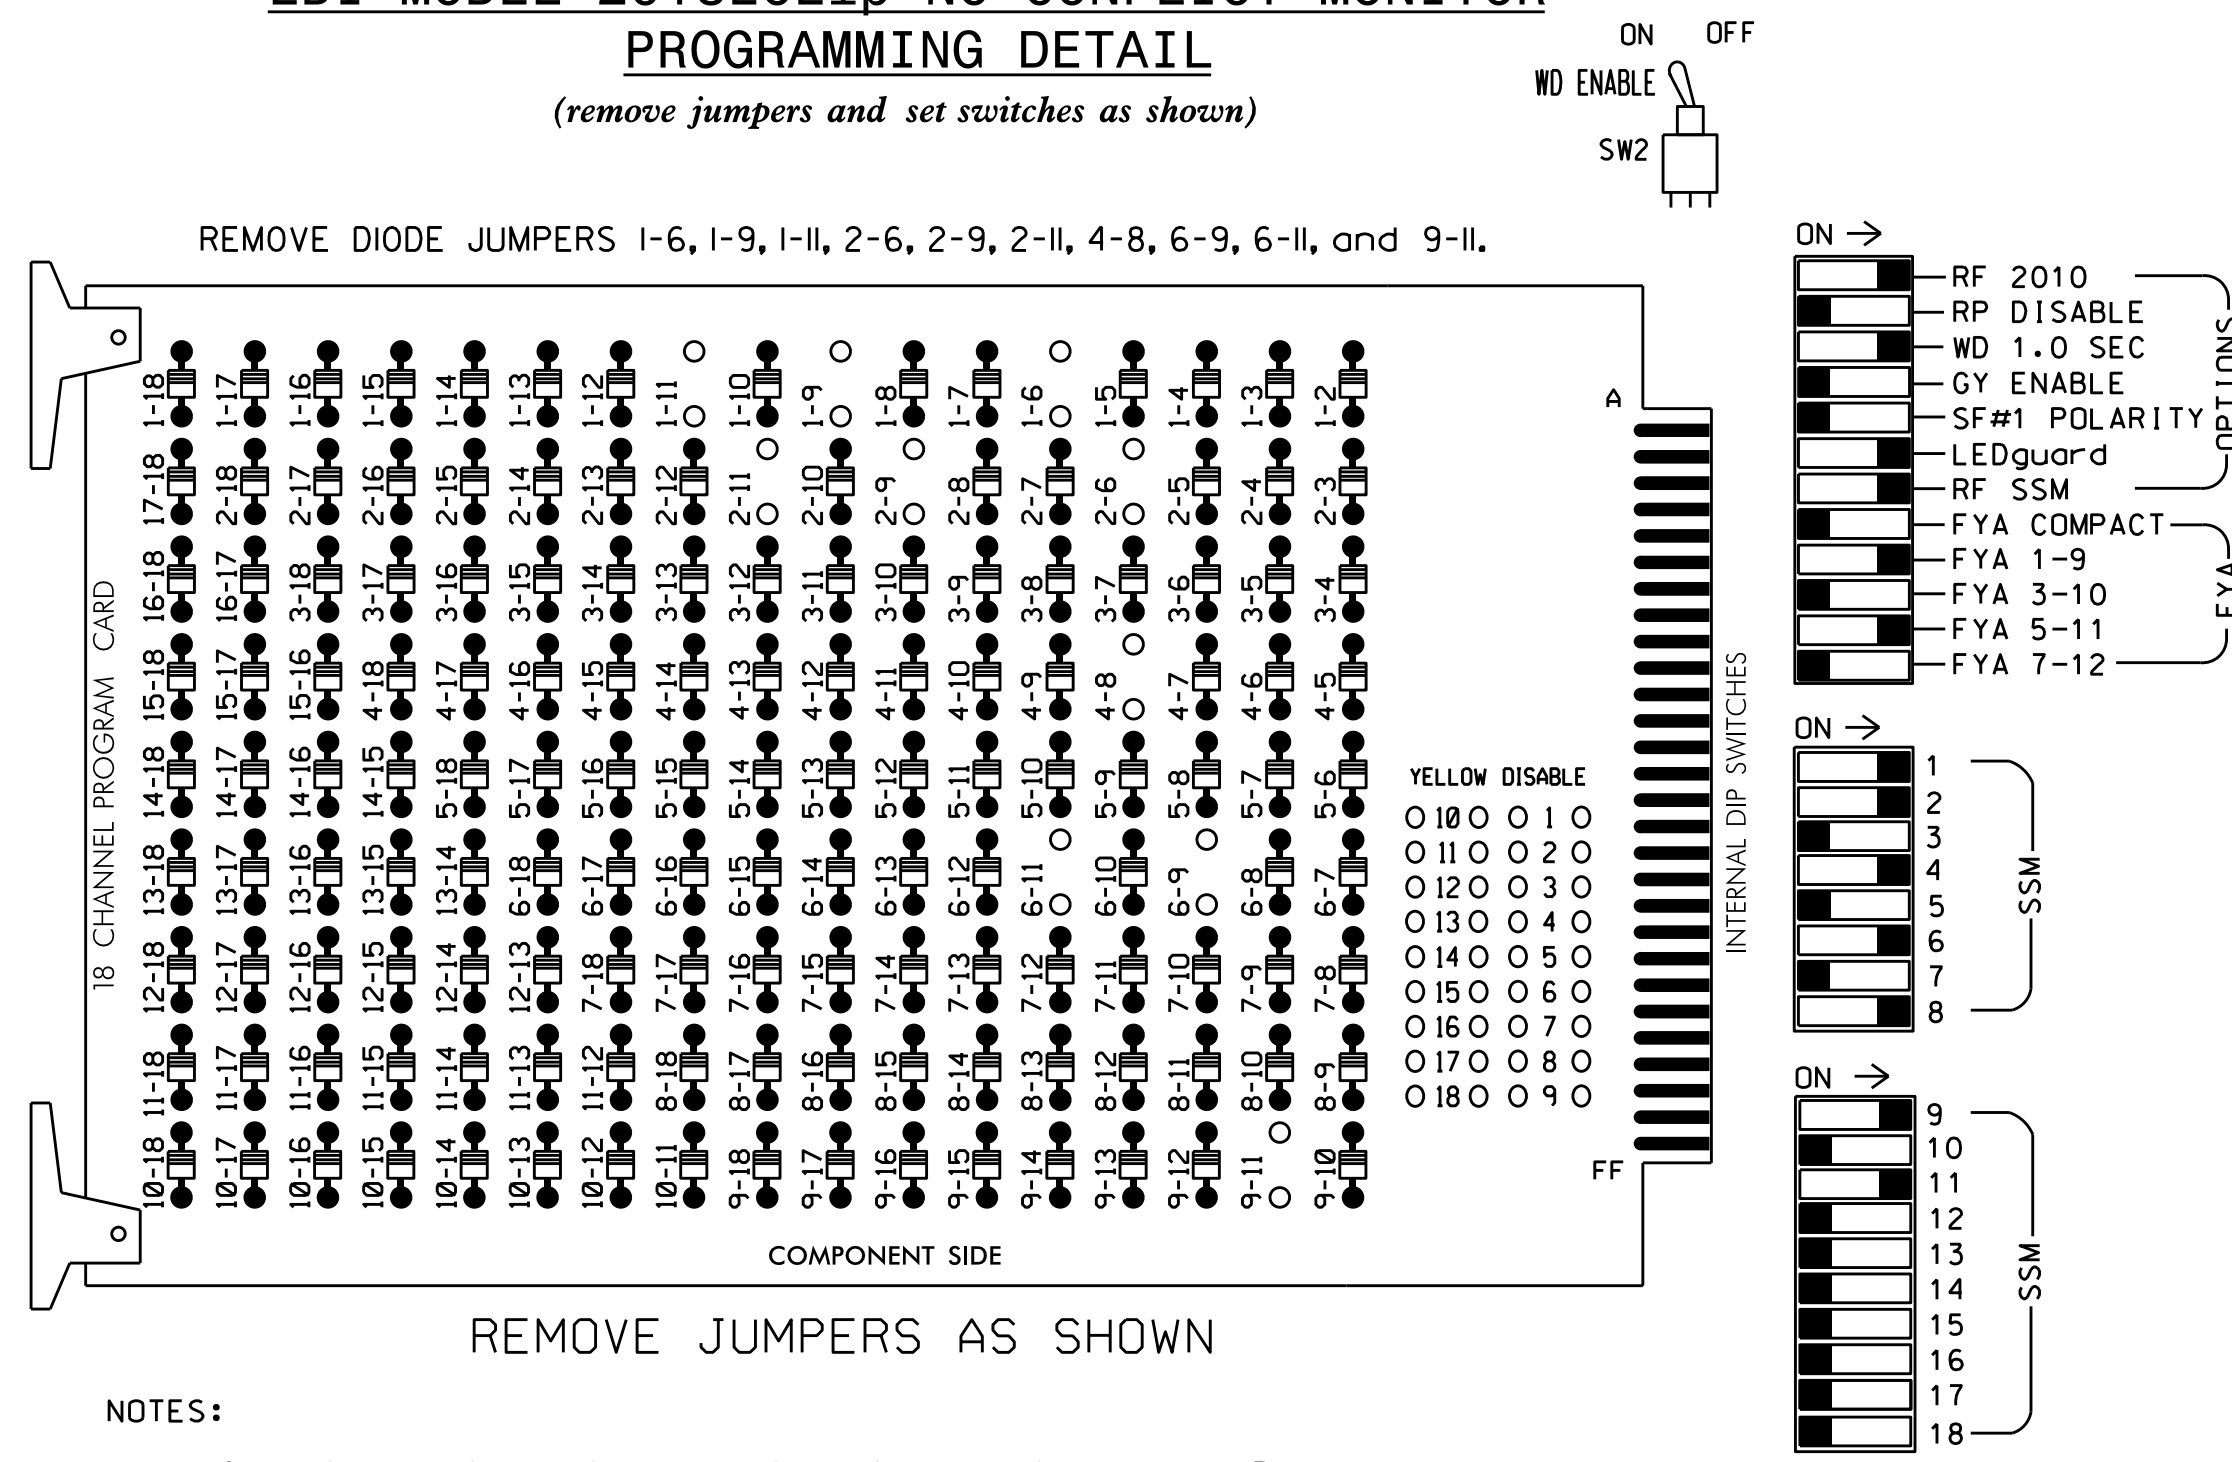 PROGRAMMING DETAIL
(remove jumpers and set switches as shown)
ON OFF
WD ENABLE
SW2
REMOVE DIODE JUMPERS 1-6, 1-9, 1-11, 2-6, 2-9, 2-11, 4-8, 6-9, 6-11, and 9-11.
18 CHANNEL PROGRAM CARD
1-18 1-17 1-16 1-15 1-14 1-13 1-12 1-11 1-10 1-9 1-8 1-7 1-6 1-5 1-4 1-3 1-2
17-18 2-18 2-17 2-16 2-15 2-14 2-13 2-12 2-11 2-10 2-9 2-8 2-7 2-6 2-5 2-4 2-3
16-18 16-17 3-18 3-17 3-16 3-15 3-14 3-13 3-12 3-11 3-10 3-9 3-8 3-7 3-6 3-5 3-4
15-18 15-17 15-16 4-18 4-17 4-16 4-15 4-14 4-13 4-12 4-11 4-10 4-9 4-8 4-7 4-6 4-5
14-18 14-17 14-16 14-15 5-18 5-17 5-16 5-15 5-14 5-13 5-12 5-11 5-10 5-9 5-8 5-7 5-6
13-18 13-17 13-16 13-15 13-14 6-18 6-17 6-16 6-15 6-14 6-13 6-12 6-11 6-10 6-9 6-8 6-7
12-18 12-17 12-16 12-15 12-14 12-13 7-18 7-17 7-16 7-15 7-14 7-13 7-12 7-11 7-10 7-9 7-8
11-18 11-17 11-16 11-15 11-14 11-13 11-12 8-18 8-17 8-16 8-15 8-14 8-13 8-12 8-11 8-10 8-9
10-18 10-17 10-16 10-15 10-14 10-13 10-12 10-11 9-18 9-17 9-16 9-15 9-14 9-13 9-12 9-11 9-10
A
YELLOW DISABLE
10 1
11 2
12 3
13 4
14 5
15 6
16 7
17 8
18 9
FF
COMPONENT SIDE
INTERNAL DIP SWITCHES
ON
RF 2010
RP DISABLE
WD 1.0 SEC
GY ENABLE
SF#1 POLARITY
LEDguard
RF SSM
OPTIONS
FYA COMPACT
FYA 1-9
FYA 3-10
FYA 5-11
FYA 7-12
FYA
ON
1
2
3
4
5
6
7
8
SSM
ON
9
10
11
12
13
14
15
16
17
18
SSM
REMOVE JUMPERS AS SHOWN
NOTES: